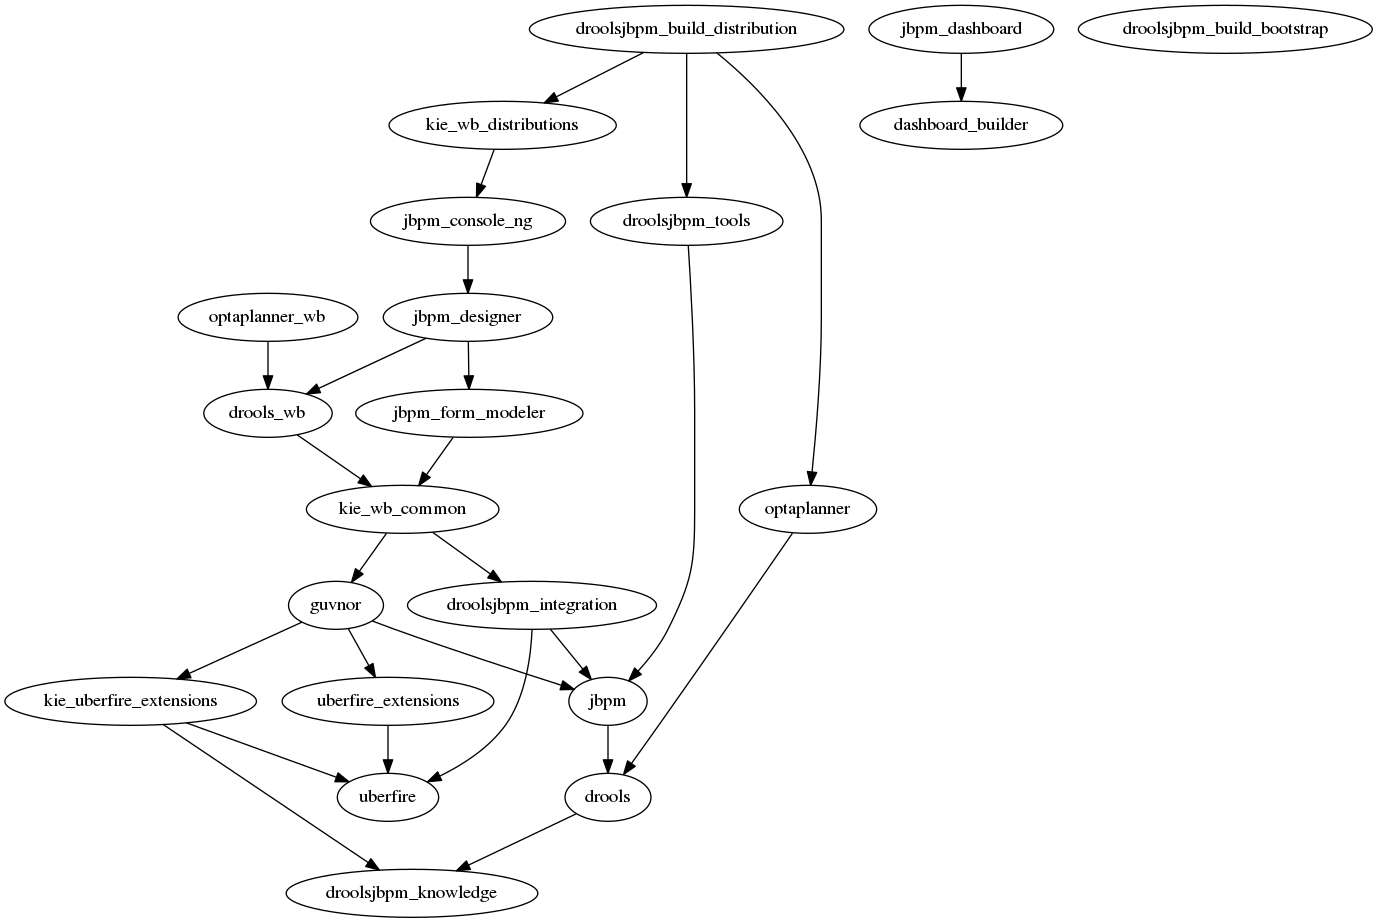 droolsjbpm_build_distribution
jbpm_dashboard
droolsjbpm_build_bootstrap
kie_wb_distributions
dashboard_builder
jbpm_console_ng
droolsjbpm_tools
optaplanner_wb
jbpm_designer
drools_wb
jbpm_form_modeler
kie_wb_common
optaplanner
guvnor
droolsjbpm_integration
kie_uberfire_extensions
uberfire_extensions
jbpm
uberfire
drools
droolsjbpm_knowledge